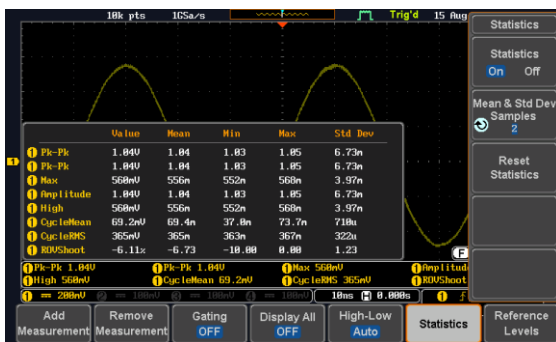 10k pts 1GSa/s Trig'd 15 Aug
Statistics
Statistics
On Off
Mean & Std Dev
Samples
2
Reset
Statistics
Value Mean Min Max Std Dev
1 Pk-Pk 1.04V 1.04 1.03 1.05 6.73m
1 Pk-Pk 1.04V 1.04 1.03 1.05 6.73m
1 Max 560mV 556m 552m 560m 3.97m
1 Amplitude 1.04V 1.04 1.03 1.05 6.73m
1 High 560mV 556m 552m 560m 3.97m
1 CycleMean 69.2mV 69.4m 37.0m 73.7m 710u
1 CycleRMS 365mV 365m 363m 367m 322u
1 ROVShoot -6.11% -6.73 -10.00 0.00 1.23
F
1 Pk-Pk 1.04V 1 Pk-Pk 1.04V 1 Max 560mV 1 Amplitud
1 High 560mV 1 CycleMean 69.2mV 1 CycleRMS 365mV 1 ROVShoot
1 200mV 2 100mV 3 100mV 4 100mV 10ms H 0.000s 1
Add
Measurement
Remove
Measurement
Gating
OFF
Display All
OFF
High-Low
Auto
Statistics
Reference
Levels